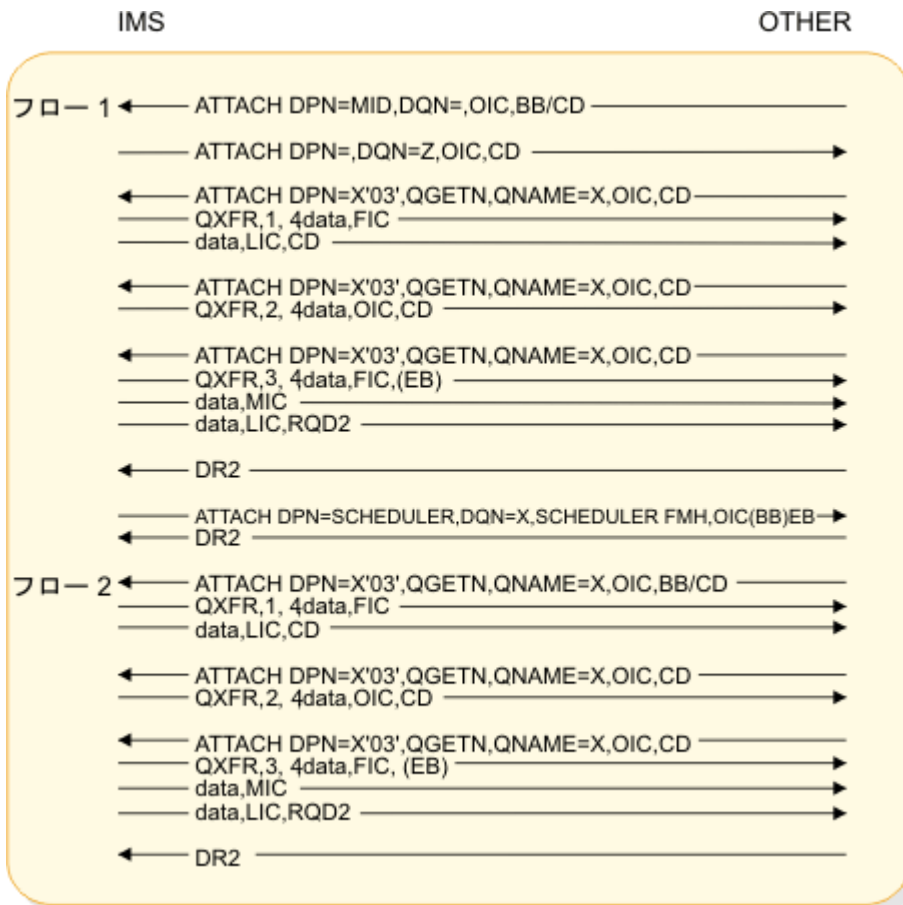 IMS OTHER
フロー 1 ATTACH DPN=MID,DQN=,OIC,BB/CD
ATTACH DPN=,DQN=Z,OIC,CD
ATTACH DPN=X'03',QGETN,QNAME=X,OIC,CD
QXFR,1, 4data,FIC
data,LIC,CD
ATTACH DPN=X'03',QGETN,QNAME=X,OIC,CD
QXFR,2, 4data,OIC,CD
ATTACH DPN=X'03',QGETN,QNAME=X,OIC,CD
QXFR,3, 4data,FIC,(EB)
data,MIC
data,LIC,RQD2
DR2
ATTACH DPN=SCHEDULER,DQN=X,SCHEDULER FMH,OIC(BB)EB
DR2
フロー 2 ATTACH DPN=X'03',QGETN,QNAME=X,OIC,BB/CD
QXFR,1, 4data,FIC
data,LIC,CD
ATTACH DPN=X'03',QGETN,QNAME=X,OIC,CD
QXFR,2, 4data,OIC,CD
ATTACH DPN=X'03',QGETN,QNAME=X,OIC,CD
QXFR,3, 4data,FIC, (EB)
data,MIC
data,LIC,RQD2
DR2